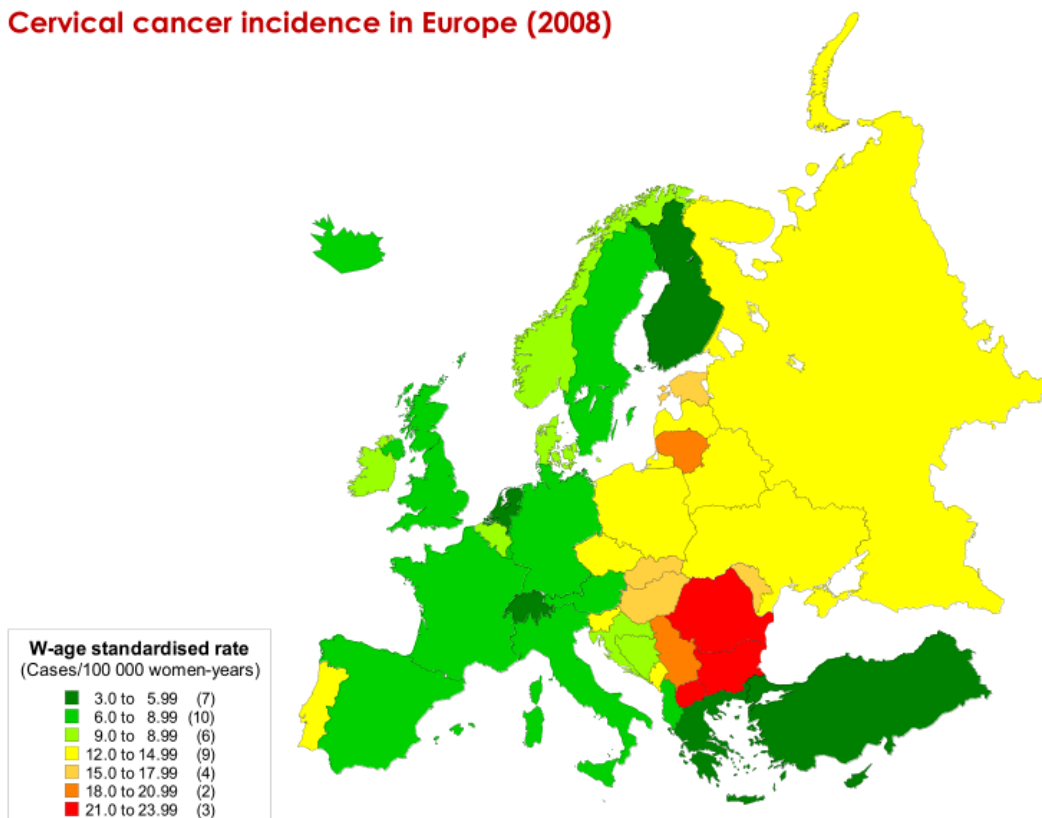 Cervical cancer incidence in Europe (2008)
W-age standardised rate
(Cases/100 000 women-years)
3.0 to 5.99 (7)
6.0 to 8.99 (10)
9.0 to 8.99 (6)
12.0 to 14.99 (9)
15.0 to 17.99 (4)
18.0 to 20.99 (2)
21.0 to 23.99 (3)